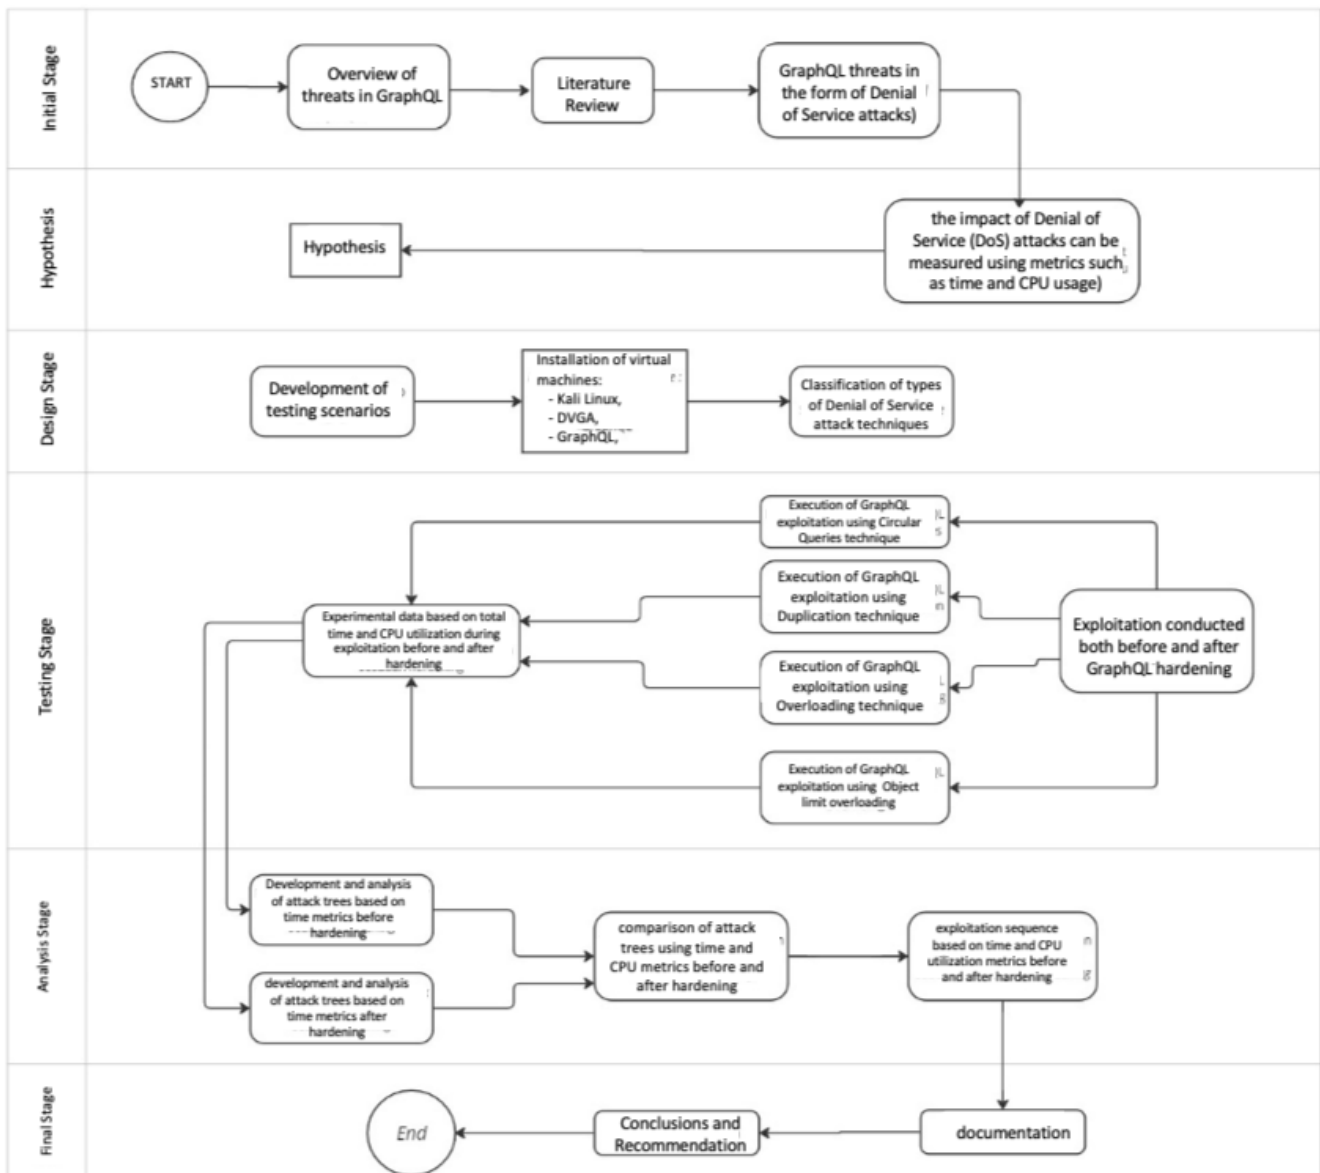 Initial Stage
START
Overview of
threats in GraphQL
Literature
Review
GraphQL threats in
the form of Denial
of Service attacks)
Hypothesis
Hypothesis
the impact of Denial of
Service (DoS) attacks can be
measured using metrics such
as time and CPU usage)
Design Stage
Development of
testing scenarios
Installation of virtual
machines:
- Kali Linux,
- DVGA,
- GraphQL,
Classification of types
of Denial of Service
attack techniques
Testing Stage
Execution of GraphQL
exploitation using Circular
Queries technique
Execution of GraphQL
exploitation using
Duplication technique
Execution of GraphQL
exploitation using
Overloading technique
Execution of GraphQL
exploitation using Object
limit overloading
Exploitation conducted
both before and after
GraphQL hardening
Experimental data based on total
time and CPU utilization during
exploitation before and after
hardening
Analysis Stage
Development and analysis
of attack trees based on
time metrics before
hardening
development and analysis
of attack trees based on
time metrics after
hardening
comparison of attack
trees using time and
CPU metrics before and
after hardening
exploitation sequence
based on time and CPU
utilization metrics before
and after hardening
Final Stage
End
Conclusions and
Recommendation
documentation